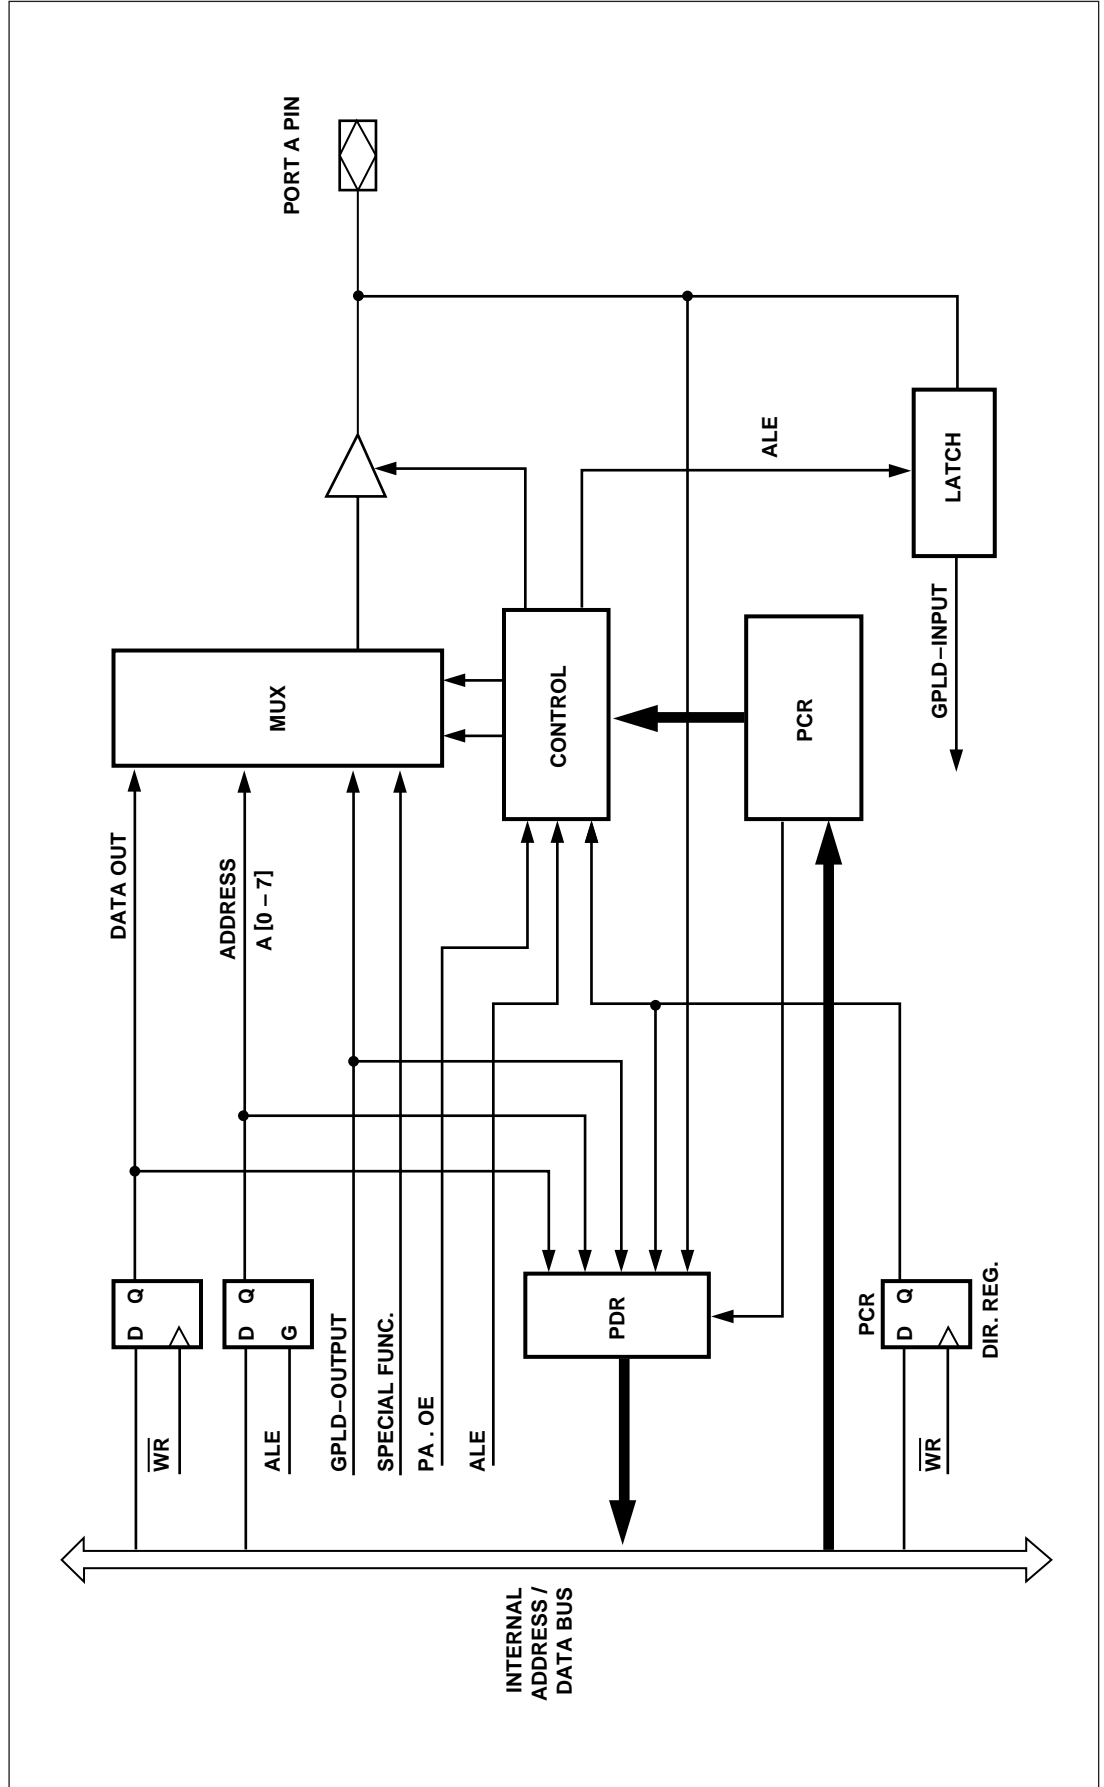 INTERNAL
ADDRESS /
DATA BUS
WR
D Q
ALE
D Q
G
GPLD–OUTPUT
SPECIAL FUNC.
PA . OE
ALE
WR
PCR
D Q
DIR. REG.
PDR
DATA OUT
ADDRESS
A [0 – 7]
MUX
CONTROL
PCR
GPLD–INPUT
LATCH
ALE
PORT A PIN